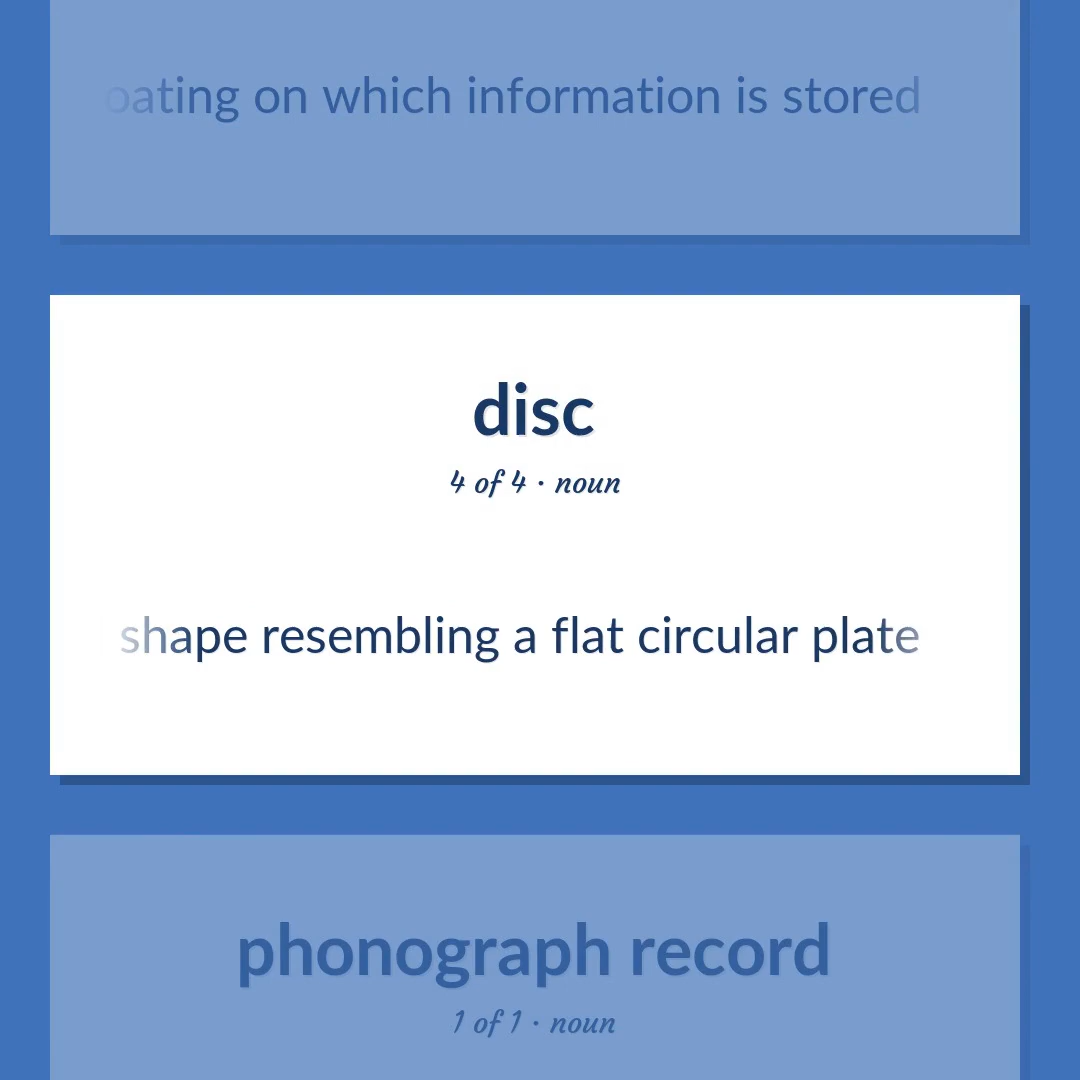 oating on which information is stored
disc
4 of 4 · noun
shape resembling a flat circular plate
phonograph record
1 of 1 · noun